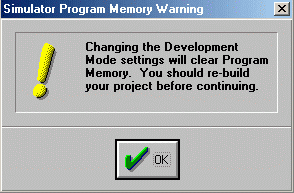 Simulator Program Memory Warning
Changing the Development
Mode settings will clear Program
Memory.  You should re-build
your project before continuing.
OK